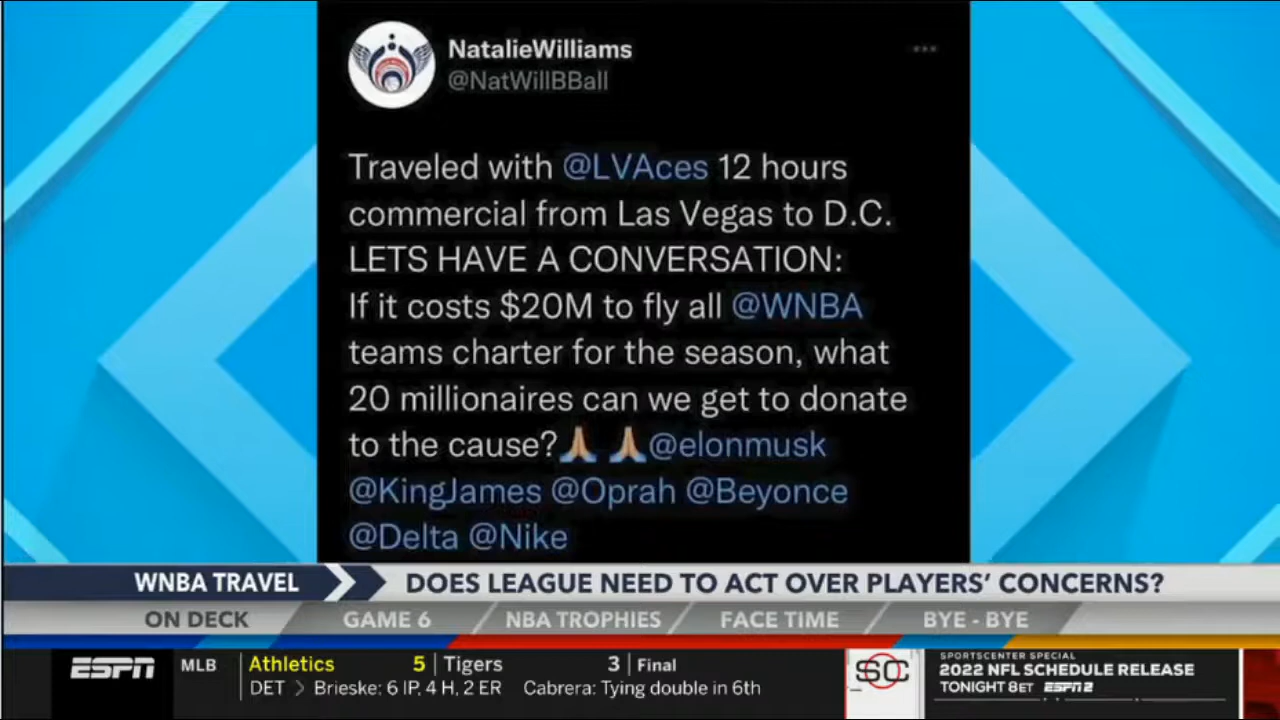 NatalieWilliams
@NatWillBBall
Traveled with @LVAces 12 hours
commercial from Las Vegas to D.C.
LETS HAVE A CONVERSATION:
If it costs $20M to fly all @WNBA
teams charter for the season, what
20 millionaires can we get to donate
to the cause?🙏🏽 🙏🏽@elonmusk
@KingJames @Oprah @Beyonce
@Delta @Nike
WNBA TRAVEL DOES LEAGUE NEED TO ACT OVER PLAYERS’ CONCERNS?
ON DECK GAME 6 / NBA TROPHIES / FACE TIME / BYE - BYE
ESPN MLB Athletics 5 Tigers 3 Final
DET > Brieske: 6 IP, 4 H, 2 ER Cabrera: Tying double in 6th
SC
SPORTSCENTER SPECIAL
2022 NFL SCHEDULE RELEASE
TONIGHT 8ET ESPN2